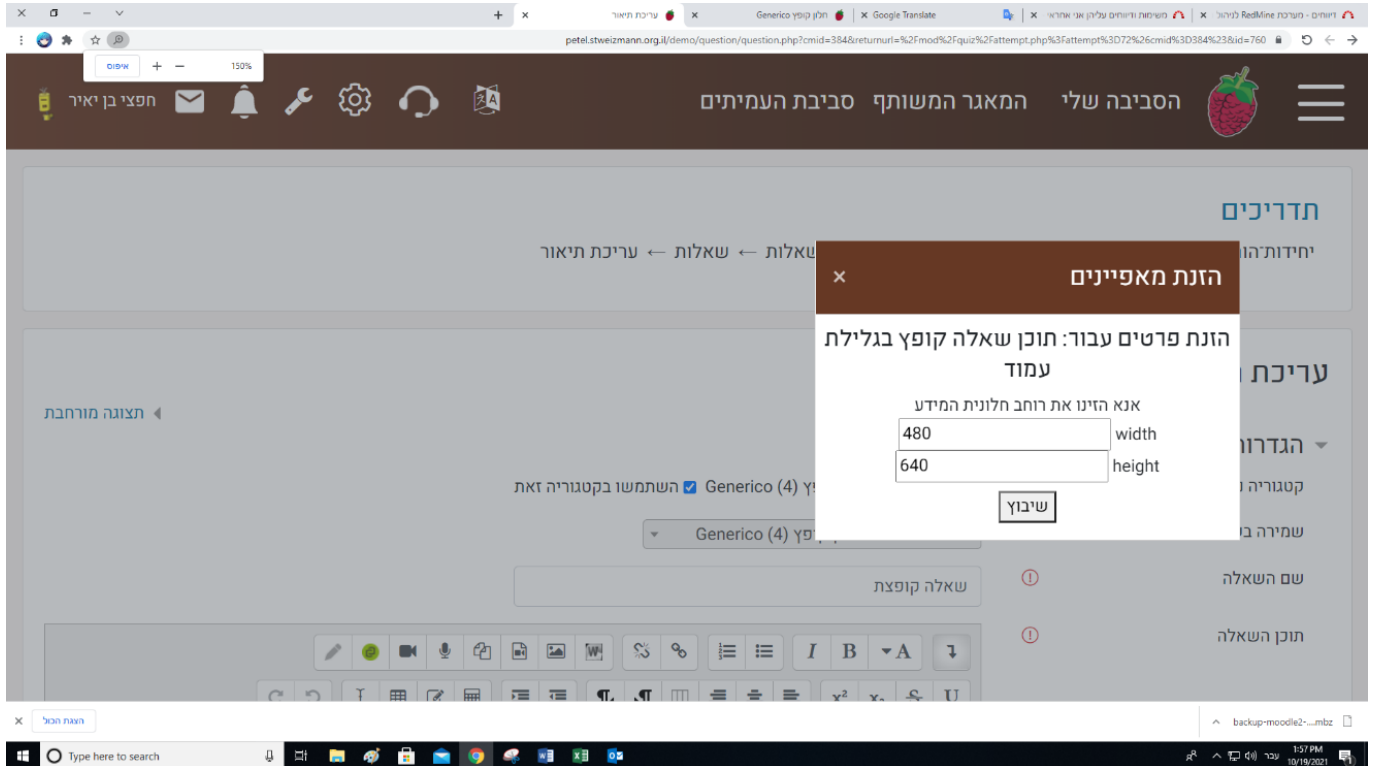 דיווחים - מערכת RedMine לניהול
משימות ודיווחים עליהן אני אחראי
Google Translate
חלון קופץ Generico
עריכת תיאור
petel.stweizmann.org.il/demo/question/question.php?cmid=384&returnurl=%2Fmod%2Fquiz%2Fattempt.php%3Fattempt%3D72%26cmid%3D384%23&id=760
150%
איפוס
הסביבה שלי
המאגר המשותף
סביבת העמיתים
חפצי בן יאיר
תדריכים
שאלות ← שאלות ← עריכת תיאור
הזנת מאפיינים
הזנת פרטים עבור: תוכן שאלה קופץ בגלילת
עמוד
אנא הזינו את רוחב חלונית המידע
width 480
height 640
שיבוץ
עריכת
תצוגה מורחבת
קטגוריה
Generico (4) השתמשו בקטגוריה זאת
שמירה
Generico (4)
שם השאלה
שאלה קופצת
תוכן השאלה
backup-moodle2-....mbz
הצגת הכול
Type here to search
עבר
1:57 PM
10/19/2021